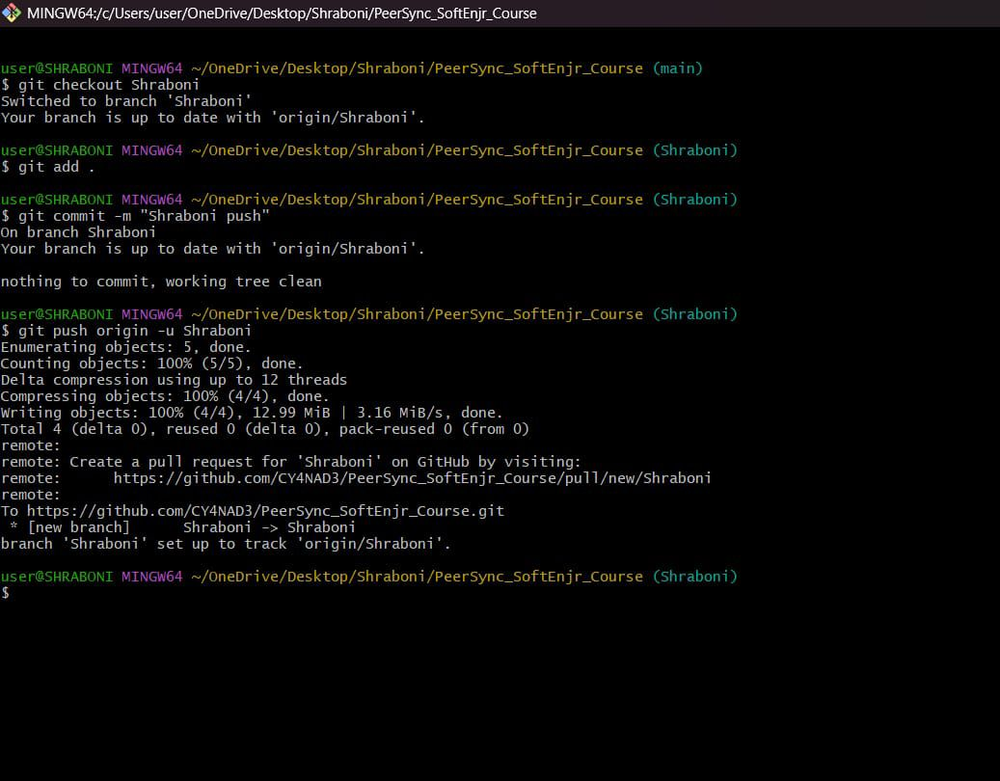 MINGW64:/c/Users/user/OneDrive/Desktop/Shraboni/PeerSync_SoftEnjr_Course
user@SHRABONI MINGW64 ~/OneDrive/Desktop/Shraboni/PeerSync_SoftEnjr_Course (main)
$ git checkout Shraboni
Switched to branch 'Shraboni'
Your branch is up to date with 'origin/Shraboni'.
user@SHRABONI MINGW64 ~/OneDrive/Desktop/Shraboni/PeerSync_SoftEnjr_Course (Shraboni)
$ git add .
user@SHRABONI MINGW64 ~/OneDrive/Desktop/Shraboni/PeerSync_SoftEnjr_Course (Shraboni)
$ git commit -m "Shraboni push"
On branch Shraboni
Your branch is up to date with 'origin/Shraboni'.
nothing to commit, working tree clean
user@SHRABONI MINGW64 ~/OneDrive/Desktop/Shraboni/PeerSync_SoftEnjr_Course (Shraboni)
$ git push origin -u Shraboni
Enumerating objects: 5, done.
Counting objects: 100% (5/5), done.
Delta compression using up to 12 threads
Compressing objects: 100% (4/4), done.
Writing objects: 100% (4/4), 12.99 MiB | 3.16 MiB/s, done.
Total 4 (delta 0), reused 0 (delta 0), pack-reused 0 (from 0)
remote:
remote: Create a pull request for 'Shraboni' on GitHub by visiting:
remote:      https://github.com/CY4NAD3/PeerSync_SoftEnjr_Course/pull/new/Shraboni
remote:
To https://github.com/CY4NAD3/PeerSync_SoftEnjr_Course.git
 * [new branch]      Shraboni -> Shraboni
branch 'Shraboni' set up to track 'origin/Shraboni'.
user@SHRABONI MINGW64 ~/OneDrive/Desktop/Shraboni/PeerSync_SoftEnjr_Course (Shraboni)
$